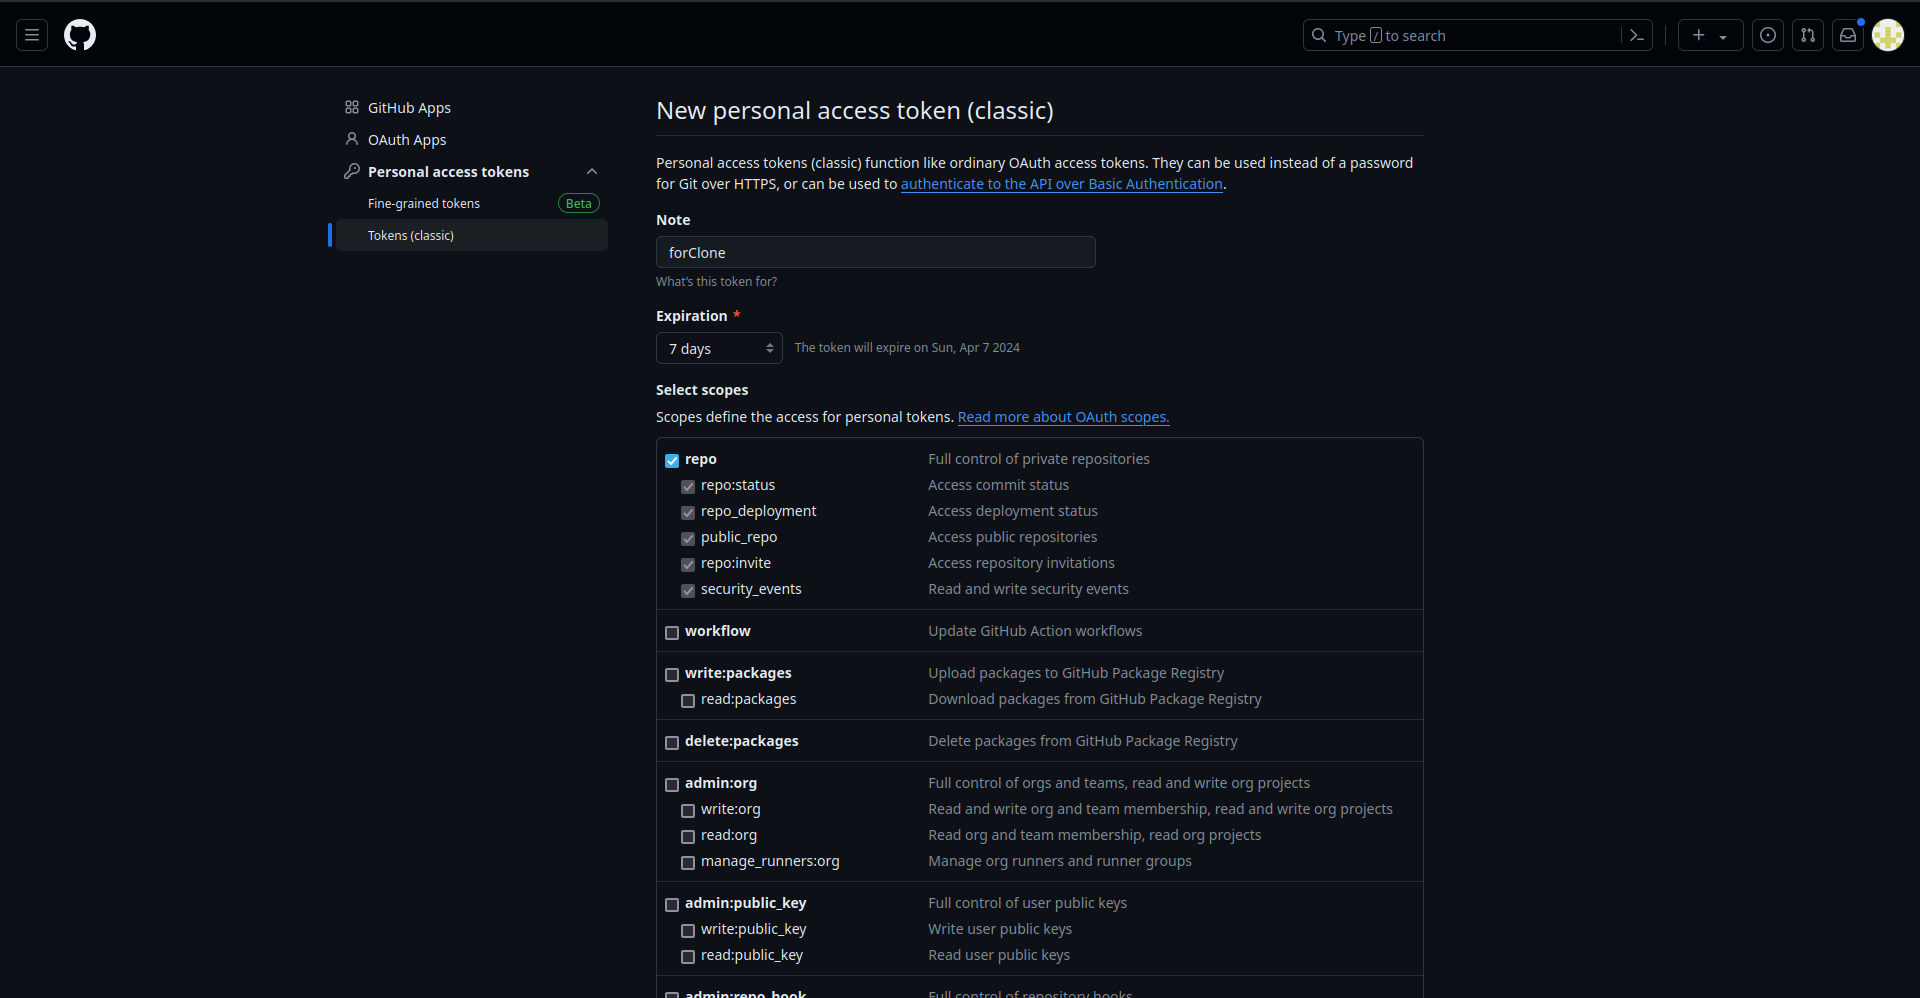 Type / to search
GitHub Apps
OAuth Apps
Personal access tokens
Fine-grained tokens Beta
Tokens (classic)
New personal access token (classic)
Personal access tokens (classic) function like ordinary OAuth access tokens. They can be used instead of a password
for Git over HTTPS, or can be used to authenticate to the API over Basic Authentication.
Note
forClone
What's this token for?
Expiration *
7 days The token will expire on Sun, Apr 7 2024
Select scopes
Scopes define the access for personal tokens. Read more about OAuth scopes.
repo Full control of private repositories
repo:status Access commit status
repo_deployment Access deployment status
public_repo Access public repositories
repo:invite Access repository invitations
security_events Read and write security events
workflow Update GitHub Action workflows
write:packages Upload packages to GitHub Package Registry
read:packages Download packages from GitHub Package Registry
delete:packages Delete packages from GitHub Package Registry
admin:org Full control of orgs and teams, read and write org projects
write:org Read and write org and team membership, read and write org projects
read:org Read org and team membership, read org projects
manage_runners:org Manage org runners and runner groups
admin:public_key Full control of user public keys
write:public_key Write user public keys
read:public_key Read user public keys
admin:repo_hook Full control of repository hooks